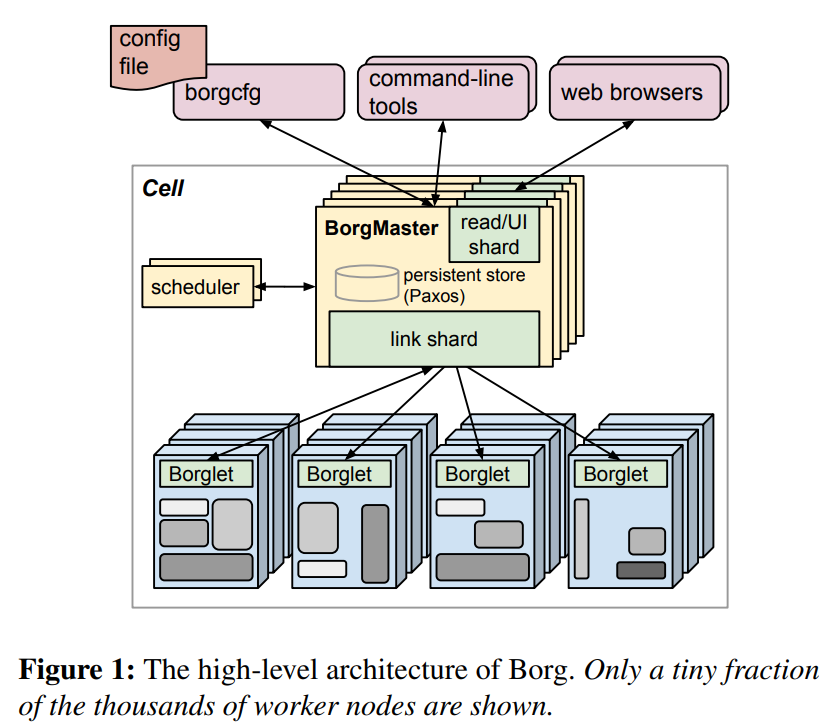 config
file
borgcfg
command-line
tools
web browsers
Cell
BorgMaster
read/UI
shard
persistent store
(Paxos)
scheduler
link shard
Borglet
Borglet
Borglet
Borglet
Figure 1: The high-level architecture of Borg. Only a tiny fraction
of the thousands of worker nodes are shown.